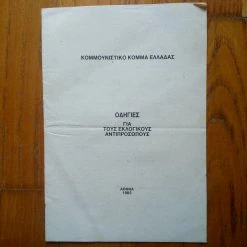 ΚΟΜΜΟΥΝΙΣΤΙΚΟ ΚΟΜΜΑ ΕΛΛΑΔΑΣ
ΟΔΗΓΙΕΣ
ΓΙΑ
ΤΟΥΣ ΕΚΛΟΓΙΚΟΥΣ
ΑΝΤΙΠΡΟΣΩΠΟΥΣ
ΑΘΗΝΑ